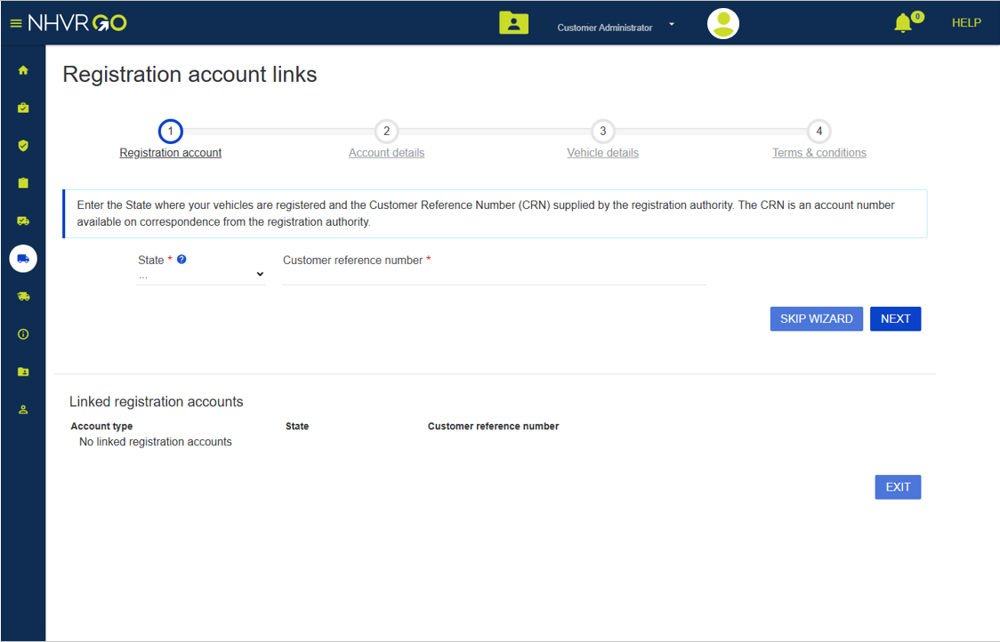 NHVR GO
Customer Administrator
0
HELP
Registration account links
1
2
3
4
Registration account
Account details
Vehicle details
Terms & conditions
Enter the State where your vehicles are registered and the Customer Reference Number (CRN) supplied by the registration authority. The CRN is an account number
available on correspondence from the registration authority.
State * ?
Customer reference number *
...
SKIP WIZARD
NEXT
Linked registration accounts
Account type State Customer reference number
No linked registration accounts
EXIT